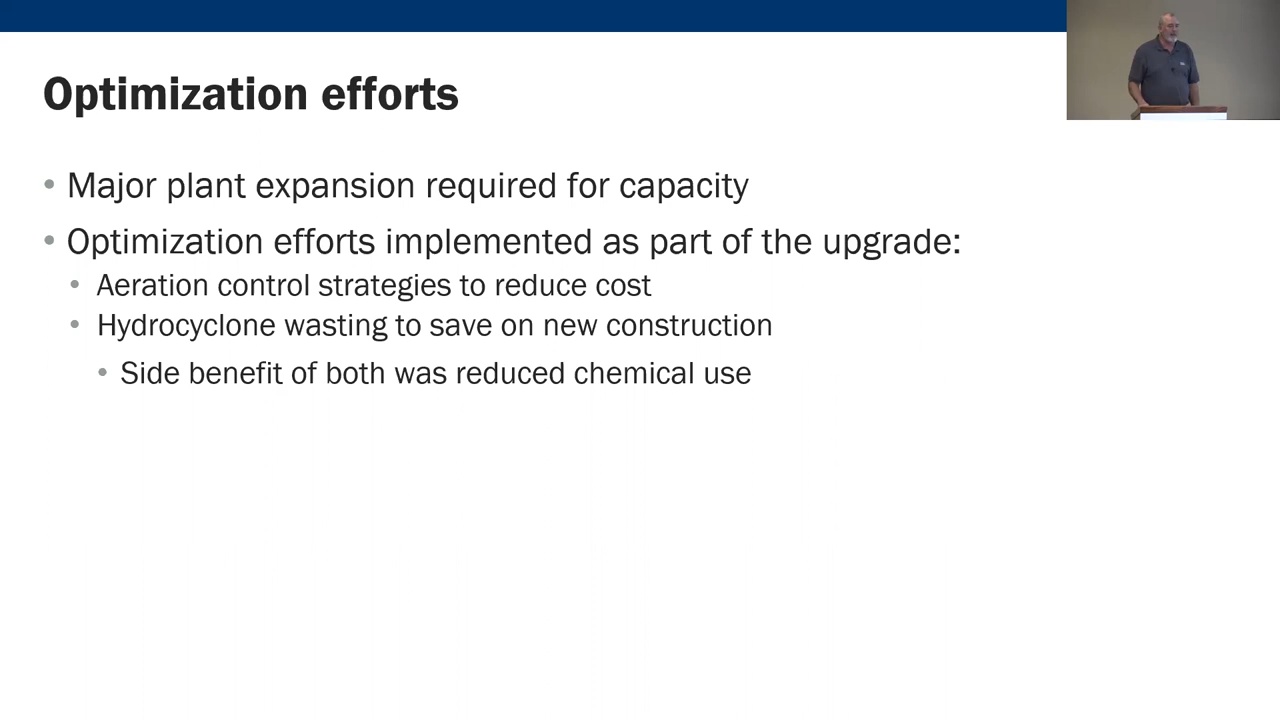 Optimization efforts
• Major plant expansion required for capacity
• Optimization efforts implemented as part of the upgrade:
• Aeration control strategies to reduce cost
• Hydrocyclone wasting to save on new construction
• Side benefit of both was reduced chemical use